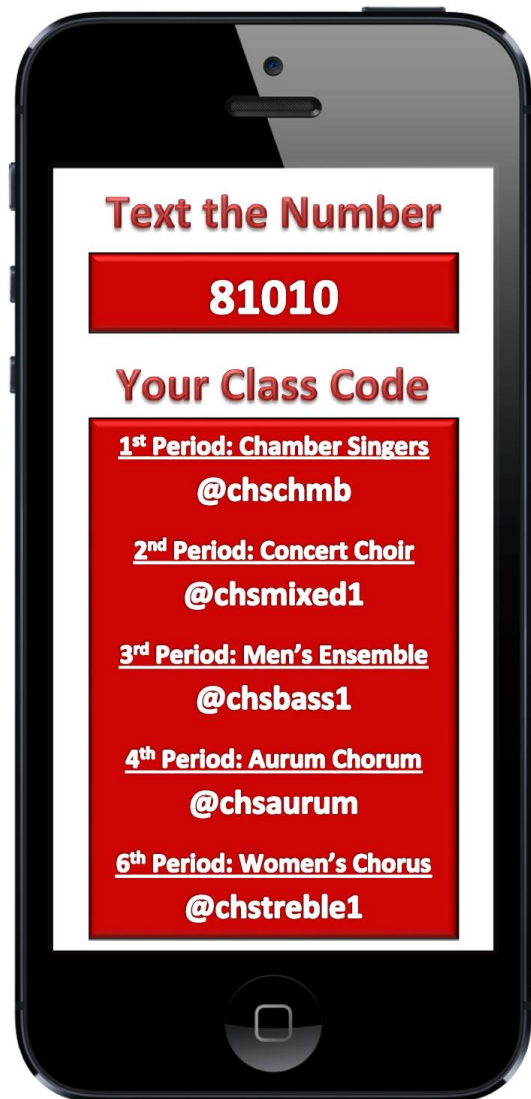 Text the Number
81010
Your Class Code
1st Period: Chamber Singers
@chschmb
2nd Period: Concert Choir
@chsmixed1
3rd Period: Men’s Ensemble
@chsbass1
4th Period: Aurum Chorum
@chsaurum
6th Period: Women’s Chorus
@chstreble1